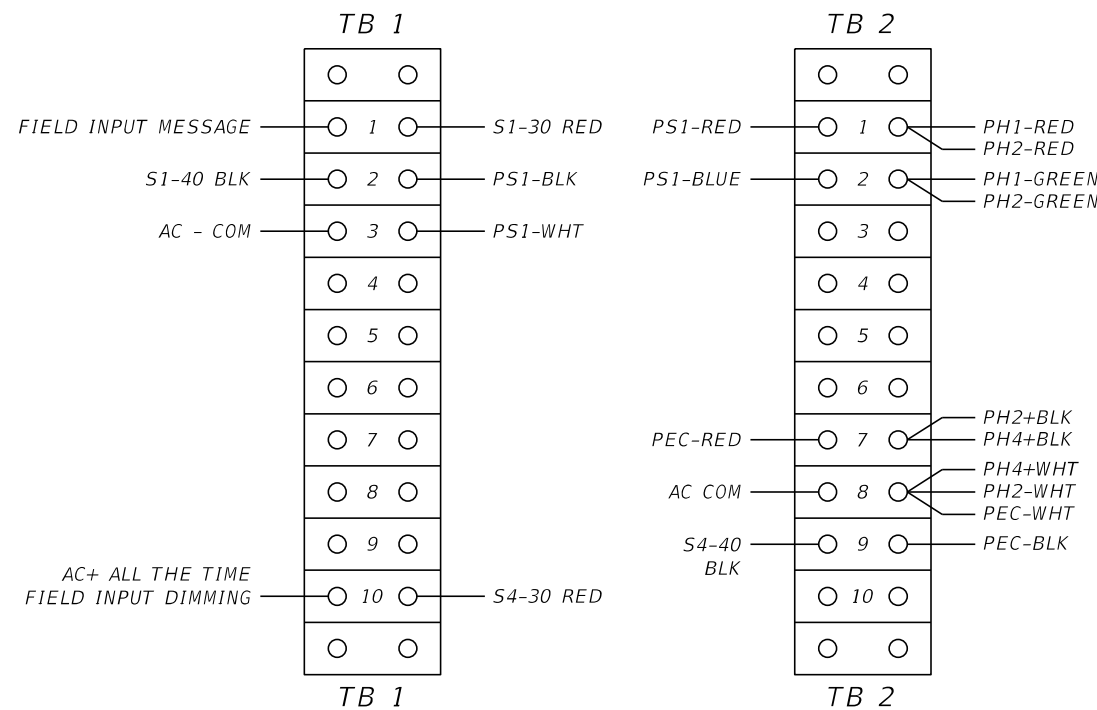 TB 1
FIELD INPUT MESSAGE 1 S1-30 RED
S1-40 BLK 2 PS1-BLK
AC - COM 3 PS1-WHT
4
5
6
7
8
9
AC+ ALL THE TIME
FIELD INPUT DIMMING 10 S4-30 RED
TB 1
TB 2
PS1-RED 1 PH1-RED
PH2-RED
PS1-BLUE 2 PH1-GREEN
PH2-GREEN
3
4
5
6
PH2+BLK
PEC-RED 7 PH4+BLK
PH4+WHT
AC COM 8 PH2-WHT
PEC-WHT
S4-40 9 PEC-BLK
BLK
10
TB 2